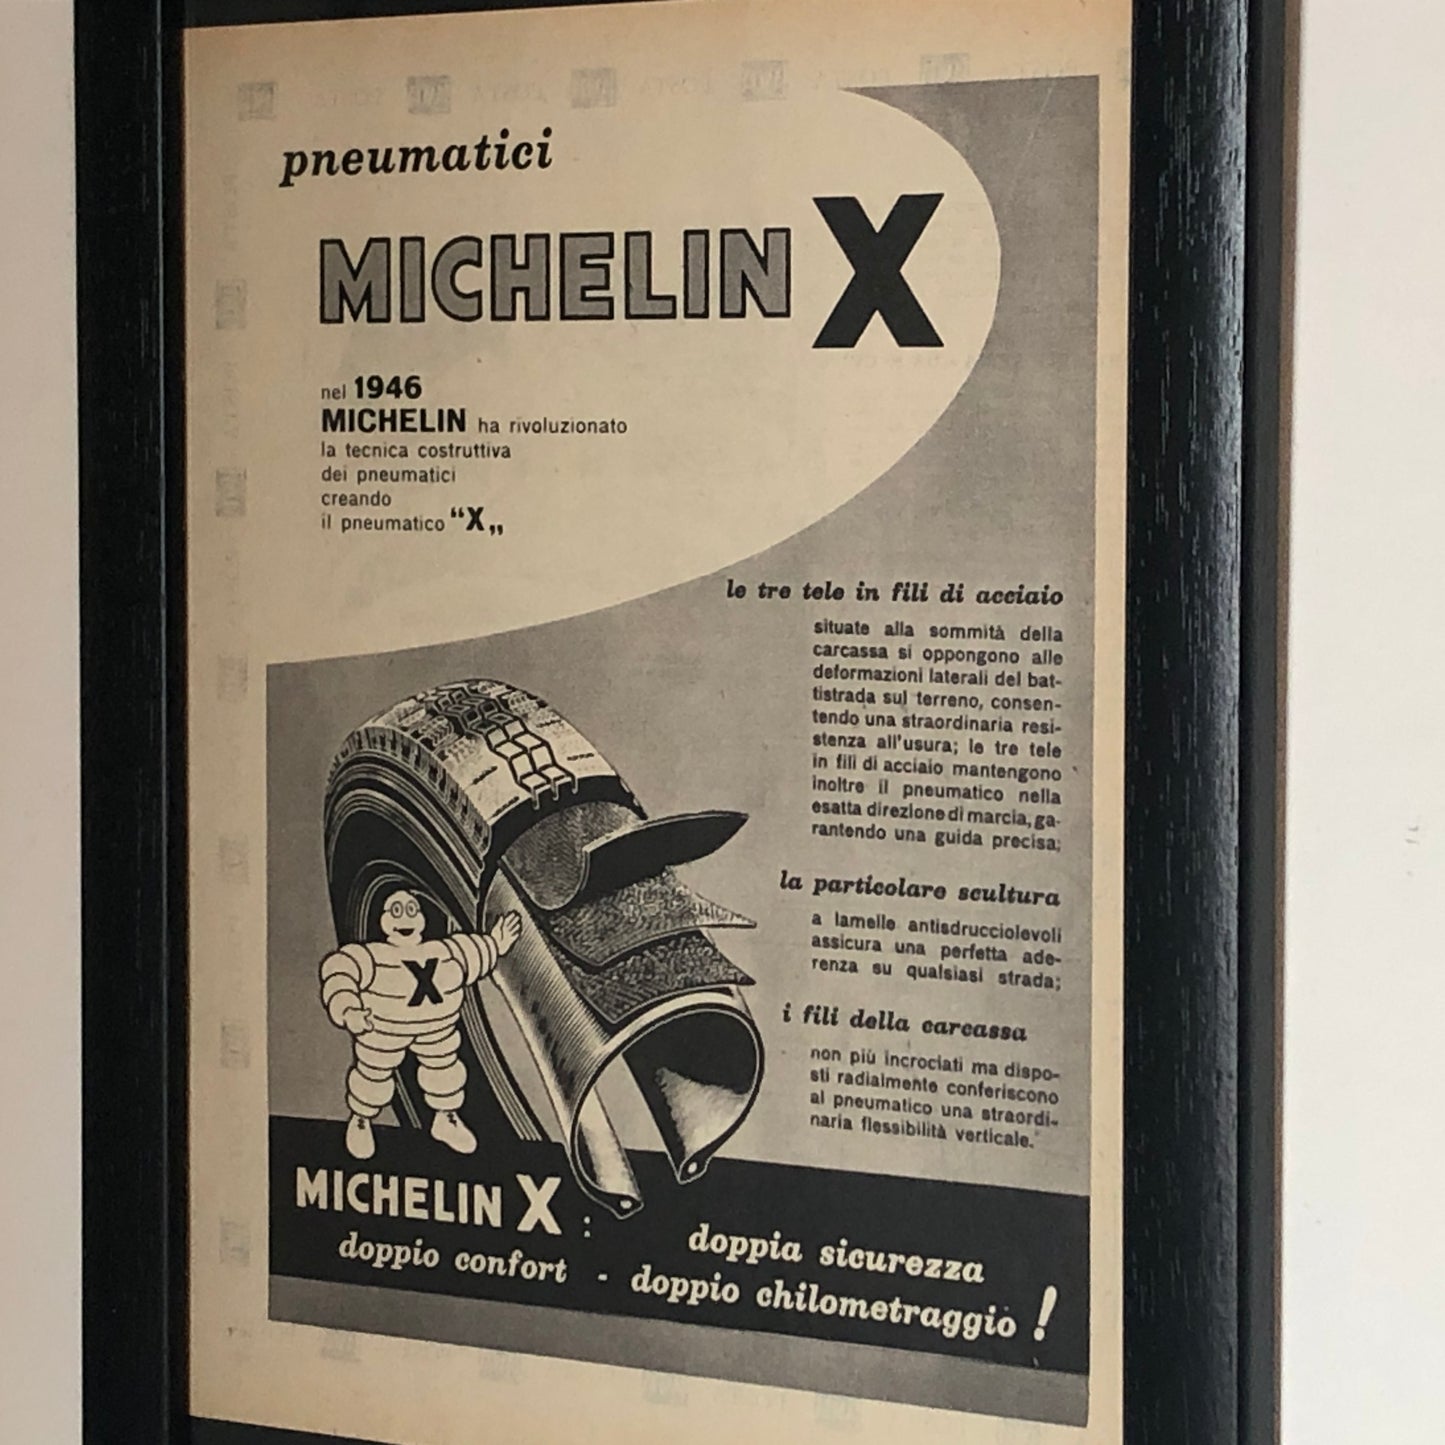 pneumatici
MICHELIN X
nel 1946
MICHELIN ha rivoluzionato
la tecnica costruttiva
dei pneumatici
creando
il pneumatico “X„
le tre tele in fili di acciaio
situate alla sommità della
carcassa si oppongono alle
deformazioni laterali del bat-
tistrada sul terreno, consen-
tendo una straordinaria resi-
stenza all'usura; le tre tele
in fili di acciaio mantengono
inoltre il pneumatico nella
esatta direzione di marcia, ga-
rantendo una guida precisa;
la particolare scultura
a lamelle antisdrucciolevoli
assicura una perfetta ade-
renza su qualsiasi strada;
i fili della carcassa
non più incrociati ma dispo-
sti radialmente conferiscono
al pneumatico una straordi-
naria flessibilità verticale.
X
MICHELIN X :
doppia sicurezza
doppio confort - doppio chilometraggio !